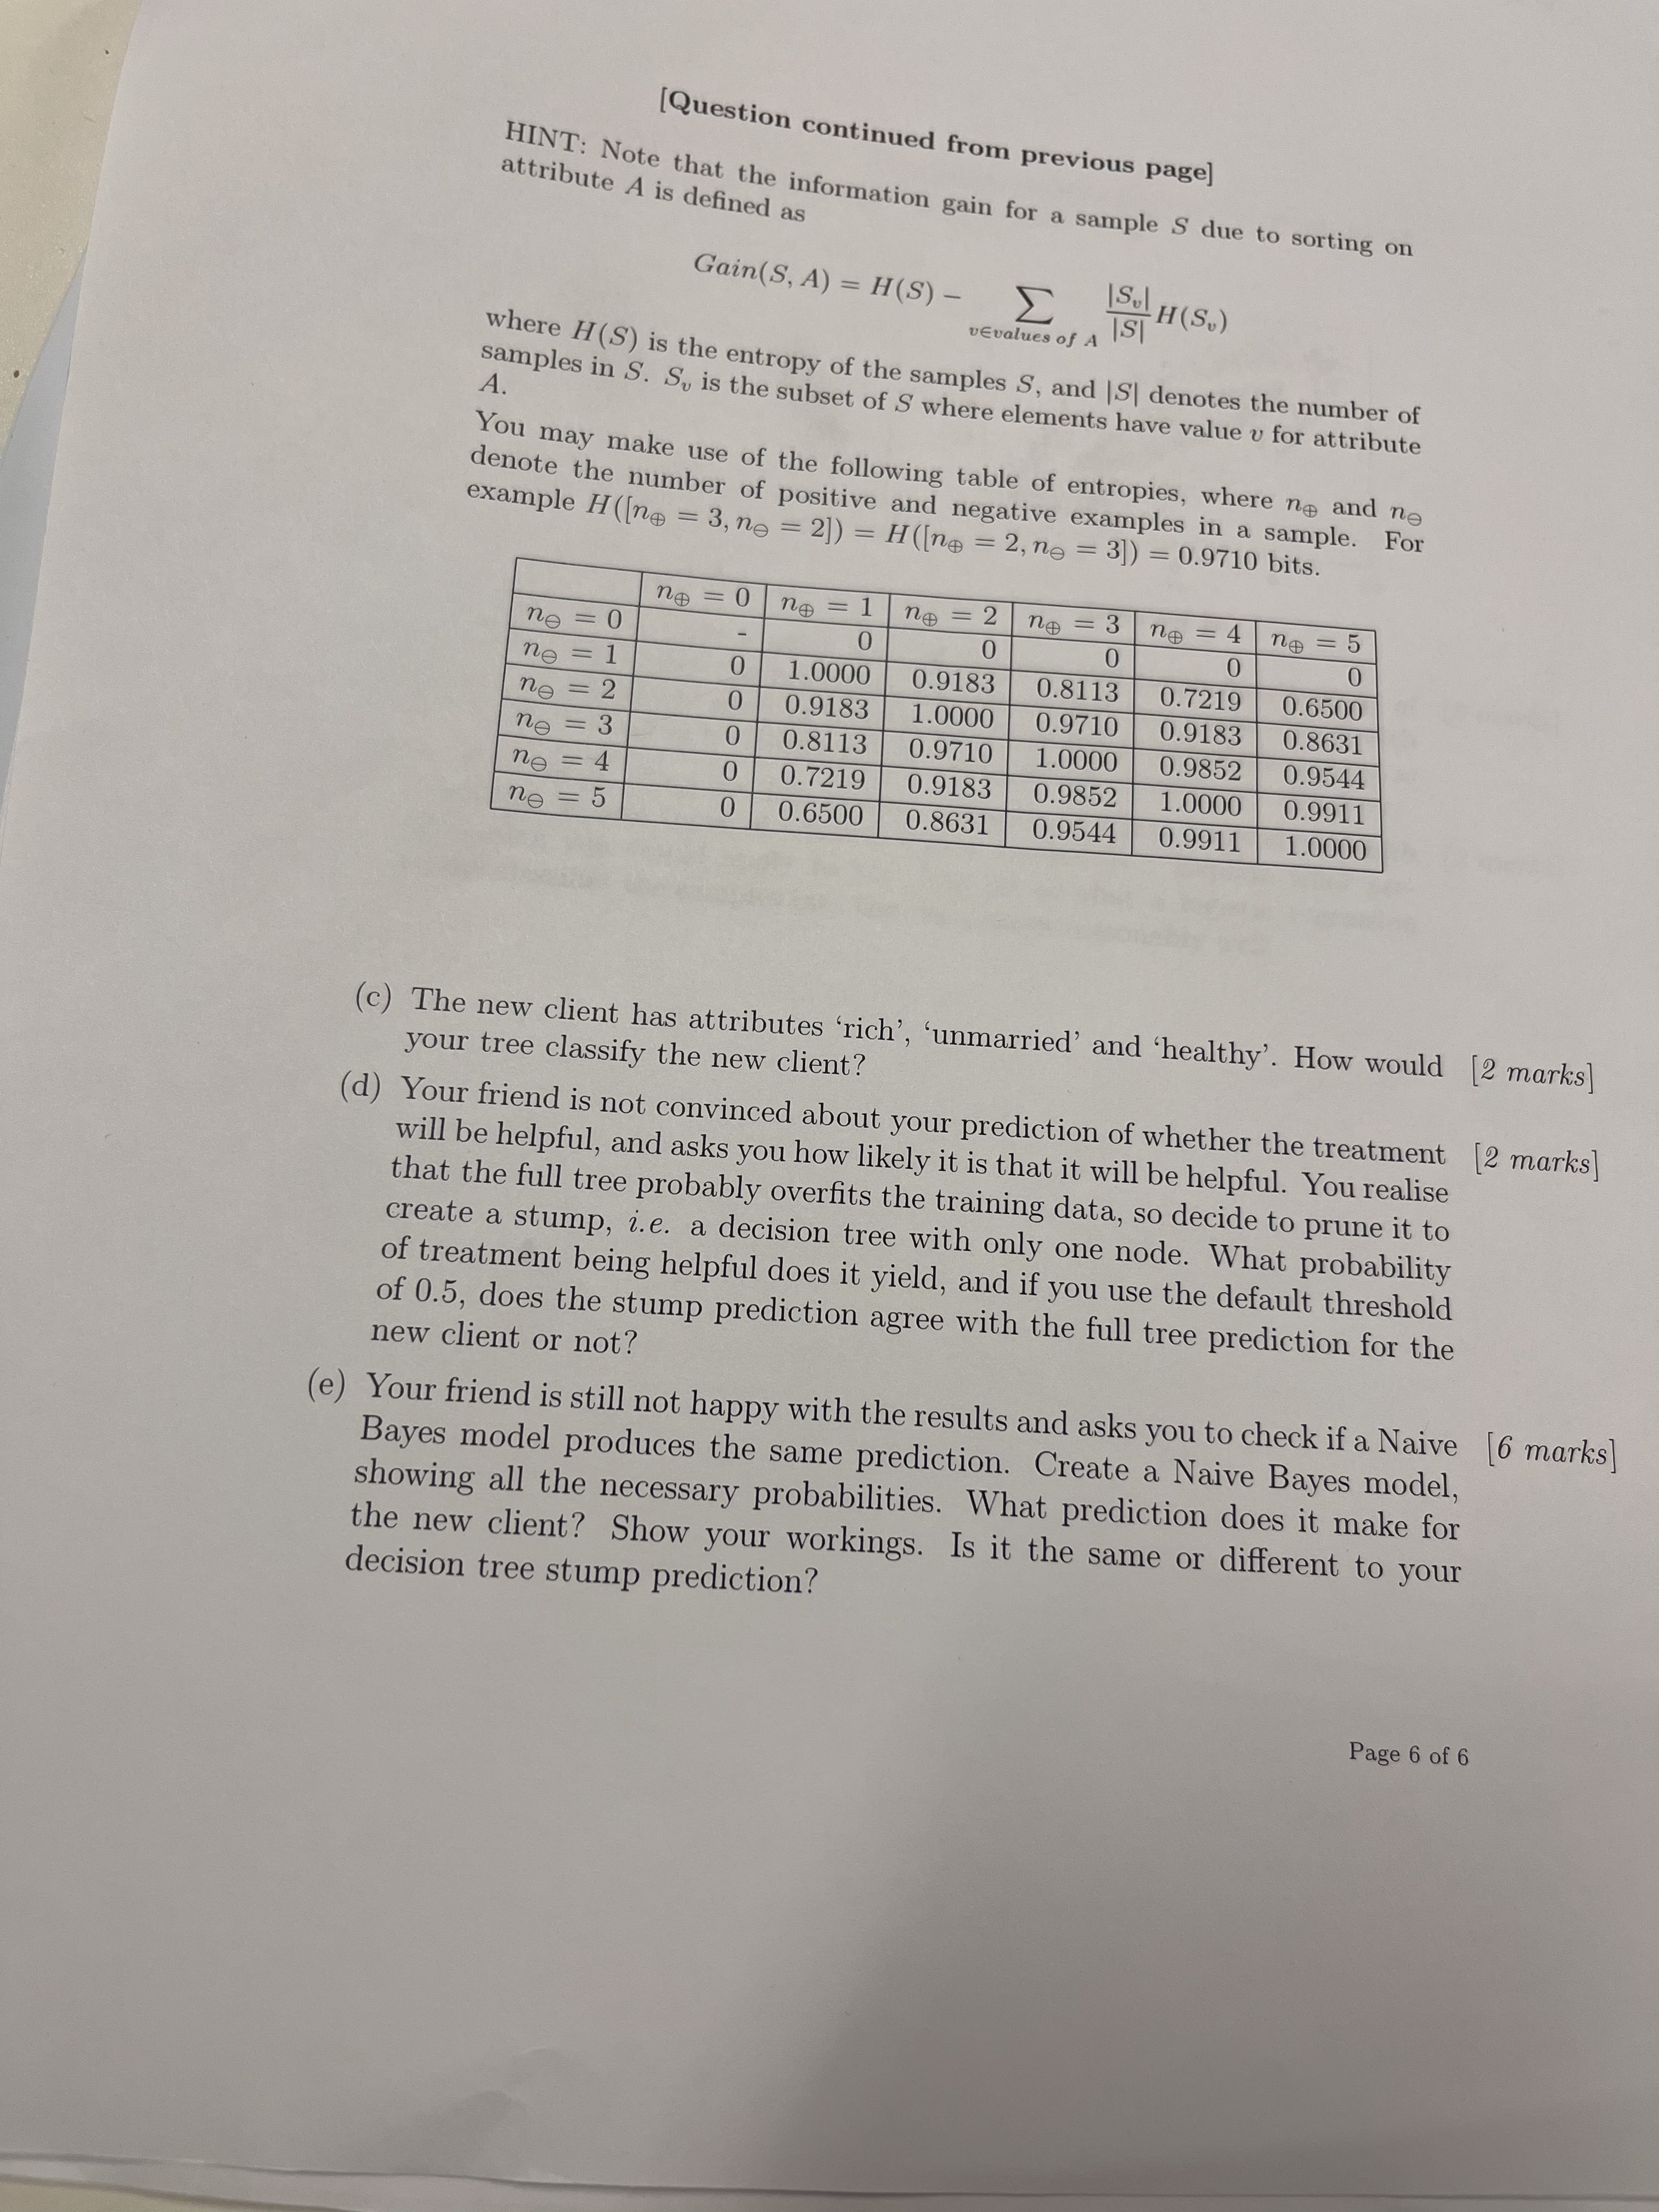 [Question continued from previous page]
HINT: Note that the information gain for a sample S due to sorting on
attribute A is defined as
Gain(S, A) = H(S) − ∑ v∈values of A |Sᵥ|/|S| H(Sᵥ)
where H(S) is the entropy of the samples S, and |S| denotes the number of
samples in S. Sᵥ is the subset of S where elements have value v for attribute
A.
You may make use of the following table of entropies, where n⊕ and n⊖
denote the number of positive and negative examples in a sample. For
example H([n⊕ = 3, n⊖ = 2]) = H([n⊕ = 2, n⊖ = 3]) = 0.9710 bits.
n⊕ = 0 n⊕ = 1 n⊕ = 2 n⊕ = 3 n⊕ = 4 n⊕ = 5
n⊖ = 0 - 0 0 0 0 0
n⊖ = 1 0 1.0000 0.9183 0.8113 0.7219 0.6500
n⊖ = 2 0 0.9183 1.0000 0.9710 0.9183 0.8631
n⊖ = 3 0 0.8113 0.9710 1.0000 0.9852 0.9544
n⊖ = 4 0 0.7219 0.9183 0.9852 1.0000 0.9911
n⊖ = 5 0 0.6500 0.8631 0.9544 0.9911 1.0000
(c) The new client has attributes ‘rich’, ‘unmarried’ and ‘healthy’. How would [2 marks]
your tree classify the new client?
(d) Your friend is not convinced about your prediction of whether the treatment [2 marks]
will be helpful, and asks you how likely it is that it will be helpful. You realise
that the full tree probably overfits the training data, so decide to prune it to
create a stump, i.e. a decision tree with only one node. What probability
of treatment being helpful does it yield, and if you use the default threshold
of 0.5, does the stump prediction agree with the full tree prediction for the
new client or not?
(e) Your friend is still not happy with the results and asks you to check if a Naive [6 marks]
Bayes model produces the same prediction. Create a Naive Bayes model,
showing all the necessary probabilities. What prediction does it make for
the new client? Show your workings. Is it the same or different to your
decision tree stump prediction?
Page 6 of 6